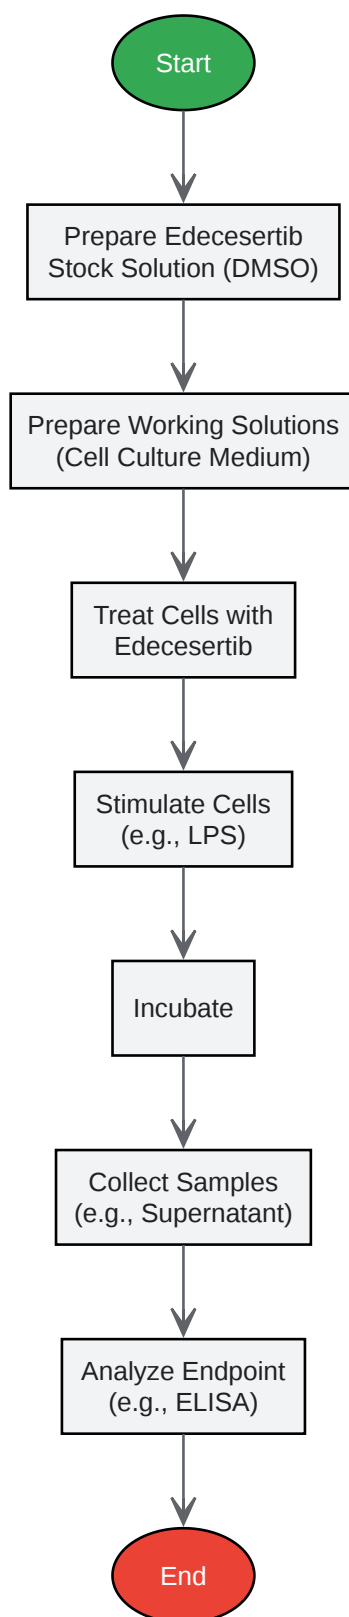 Start
Prepare Edecesertib
Stock Solution (DMSO)
Prepare Working Solutions
(Cell Culture Medium)
Treat Cells with
Edecesertib
Stimulate Cells
(e.g., LPS)
Incubate
Collect Samples
(e.g., Supernatant)
Analyze Endpoint
(e.g., ELISA)
End